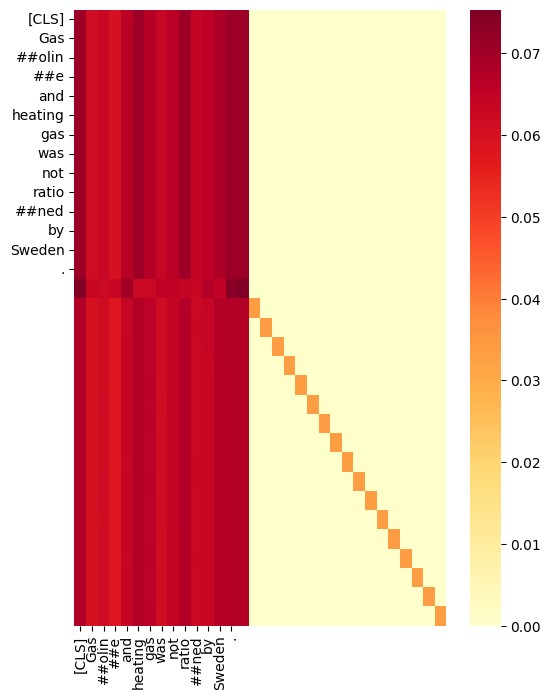 [CLS]
Gas
##olin
##e
and
heating
gas
was
not
ratio
##ned
by
Sweden
.
0.07
0.06
0.05
0.04
0.03
0.02
0.01
0.00
[CLS]
Gas
##olin
##e
and
heating
gas
was
not
ratio
##ned
by
Sweden
.